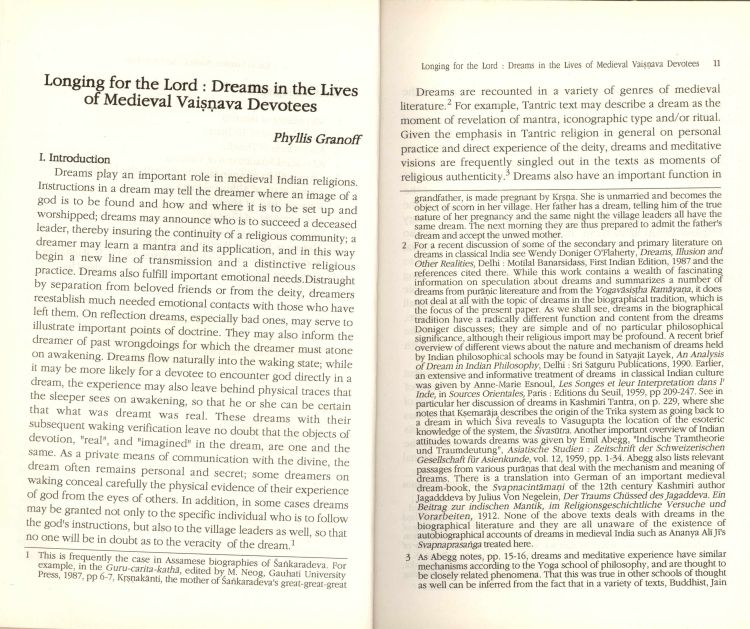 Longing for the Lord : Dreams in the Lives
of Medieval Vaiṣṇava Devotees
Phyllis Granoff
I. Introduction
Dreams play an important role in medieval Indian religions.
Instructions in a dream may tell the dreamer where an image of a
god is to be found and how and where it is to be set up and
worshipped; dreams may announce who is to succeed a deceased
leader, thereby insuring the continuity of a religious community; a
dreamer may learn a mantra and its application, and in this way
begin a new line of transmission and a distinctive religious
practice. Dreams also fulfill important emotional needs.Distraught
by separation from beloved friends or from the deity, dreamers
reestablish much needed emotional contacts with those who have
left them. On reflection dreams, especially bad ones, may serve to
illustrate important points of doctrine. They may also inform the
dreamer of past wrongdoings for which the dreamer must atone
on awakening. Dreams flow naturally into the waking state; while
it may be more likely for a devotee to encounter god directly in a
dream, the experience may also leave behind physical traces that
the sleeper sees on awakening, so that he or she can be certain
that what was dreamt was real. These dreams with their
subsequent waking verification leave no doubt that the objects of
devotion, "real", and "imagined" in the dream, are one and the
same. As a private means of communication with the divine, the
dream often remains personal and secret; some dreamers on
waking conceal carefully the physical evidence of their experience
of god from the eyes of others. In addition, in some cases dreams
may be granted not only to the specific individual who is to follow
the god's instructions, but also to the village leaders as well, so that
no one will be in doubt as to the veracity of the dream.1
1 This is frequently the case in Assamese biographies of Śaṅkaradeva. For
example, in the Guru-carita-kathā, edited by M. Neog, Gauhati University
Press, 1987, pp 6-7, Kṛṣṇakānti, the mother of Śaṅkaradeva's great-great-great
Longing for the Lord : Dreams in the Lives of Medieval Vaiṣṇava Devotees 11
Dreams are recounted in a variety of genres of medieval
literature.2 For example, Tantric text may describe a dream as the
moment of revelation of mantra, iconographic type and/or ritual.
Given the emphasis in Tantric religion in general on personal
practice and direct experience of the deity, dreams and meditative
visions are frequently singled out in the texts as moments of
religious authenticity.3 Dreams also have an important function in
grandfather, is made pregnant by Kṛṣṇa. She is unmarried and becomes the
object of scorn in her village. Her father has a dream, telling him of the true
nature of her pregnancy and the same night the village leaders all have the
same dream. The next morning they are thus prepared to admit the father's
dream and accept the unwed mother.
2 For a recent discussion of some of the secondary and primary literature on
dreams in classical India see Wendy Doniger O'Flaherty, Dreams, Illusion and
Other Realities, Delhi : Motilal Banarsidass, First Indian Edition, 1987 and the
references cited there. While this work contains a wealth of fascinating
information on speculation about dreams and summarizes a number of
dreams from purāṇic literature and from the Yogavāsiṣṭha Ramāyaṇa, it does
not deal at all with the topic of dreams in the biographical tradition, which is
the focus of the present paper. As we shall see, dreams in the biographical
tradition have a radically different function and content from the dreams
Doniger discusses; they are simple and of no particular philosophical
significance, although their religious import may be profound. A recent brief
overview of different views about the nature and mechanism of dreams held
by Indian philosophical schools may be found in Satyajit Layek, An Analysis
of Dream in Indian Philosophy, Delhi : Sri Satguru Publications, 1990. Earlier,
an extensive and informative treatment of dreams in classical Indian culture
was given by Anne-Marie Esnoul, Les Songes et leur Interpretation dans l'
Inde, in Sources Orientales, Paris : Editions du Seuil, 1959, pp 209-247. See in
particular her discussion of dreams in Kashmiri Tantra, on p. 229, where she
notes that Kṣemarāja describes the origin of the Trika system as going back to
a dream in which Śiva reveals to Vasugupta the location of the esoteric
knowledge of the system, the Śivasūtra. Another important overview of Indian
attitudes towards dreams was given by Emil Abegg, "Indische Tramtheorie
und Traumdeutung", Asiatische Studien : Zeitschrift der Schweizerischen
Gesellschaft für Asienkunde, vol. 12, 1959, pp. 1-34. Abegg also lists relevant
passages from various purāṇas that deal with the mechanism and meaning of
dreams. There is a translation into German of an important medieval
dream-book, the Svapnacintāmaṇi of the 12th century Kashmiri author
Jagadddeva by Julius Von Negelein, Der Traums Chüssed des Jagaddeva. Ein
Beitrag zur indischen Mantik, im Religionsgeschichtliche Versuche und
Vorarbeiten, 1912. None of the above texts deals with dreams in the
biographical literature and they are all unaware of the existence of
autobiographical accounts of dreams in medieval India such as Ananya Ali Ji's
Svapnaprasaṅga treated here.
3 As Abegg notes, pp. 15-16, dreams and meditative experience have similar
mechanisms according to the Yoga school of philosophy, and are thought to
be closely related phenomena. That this was true in other schools of thought
as well can be inferred from the fact that in a variety of texts, Buddhist, Jain